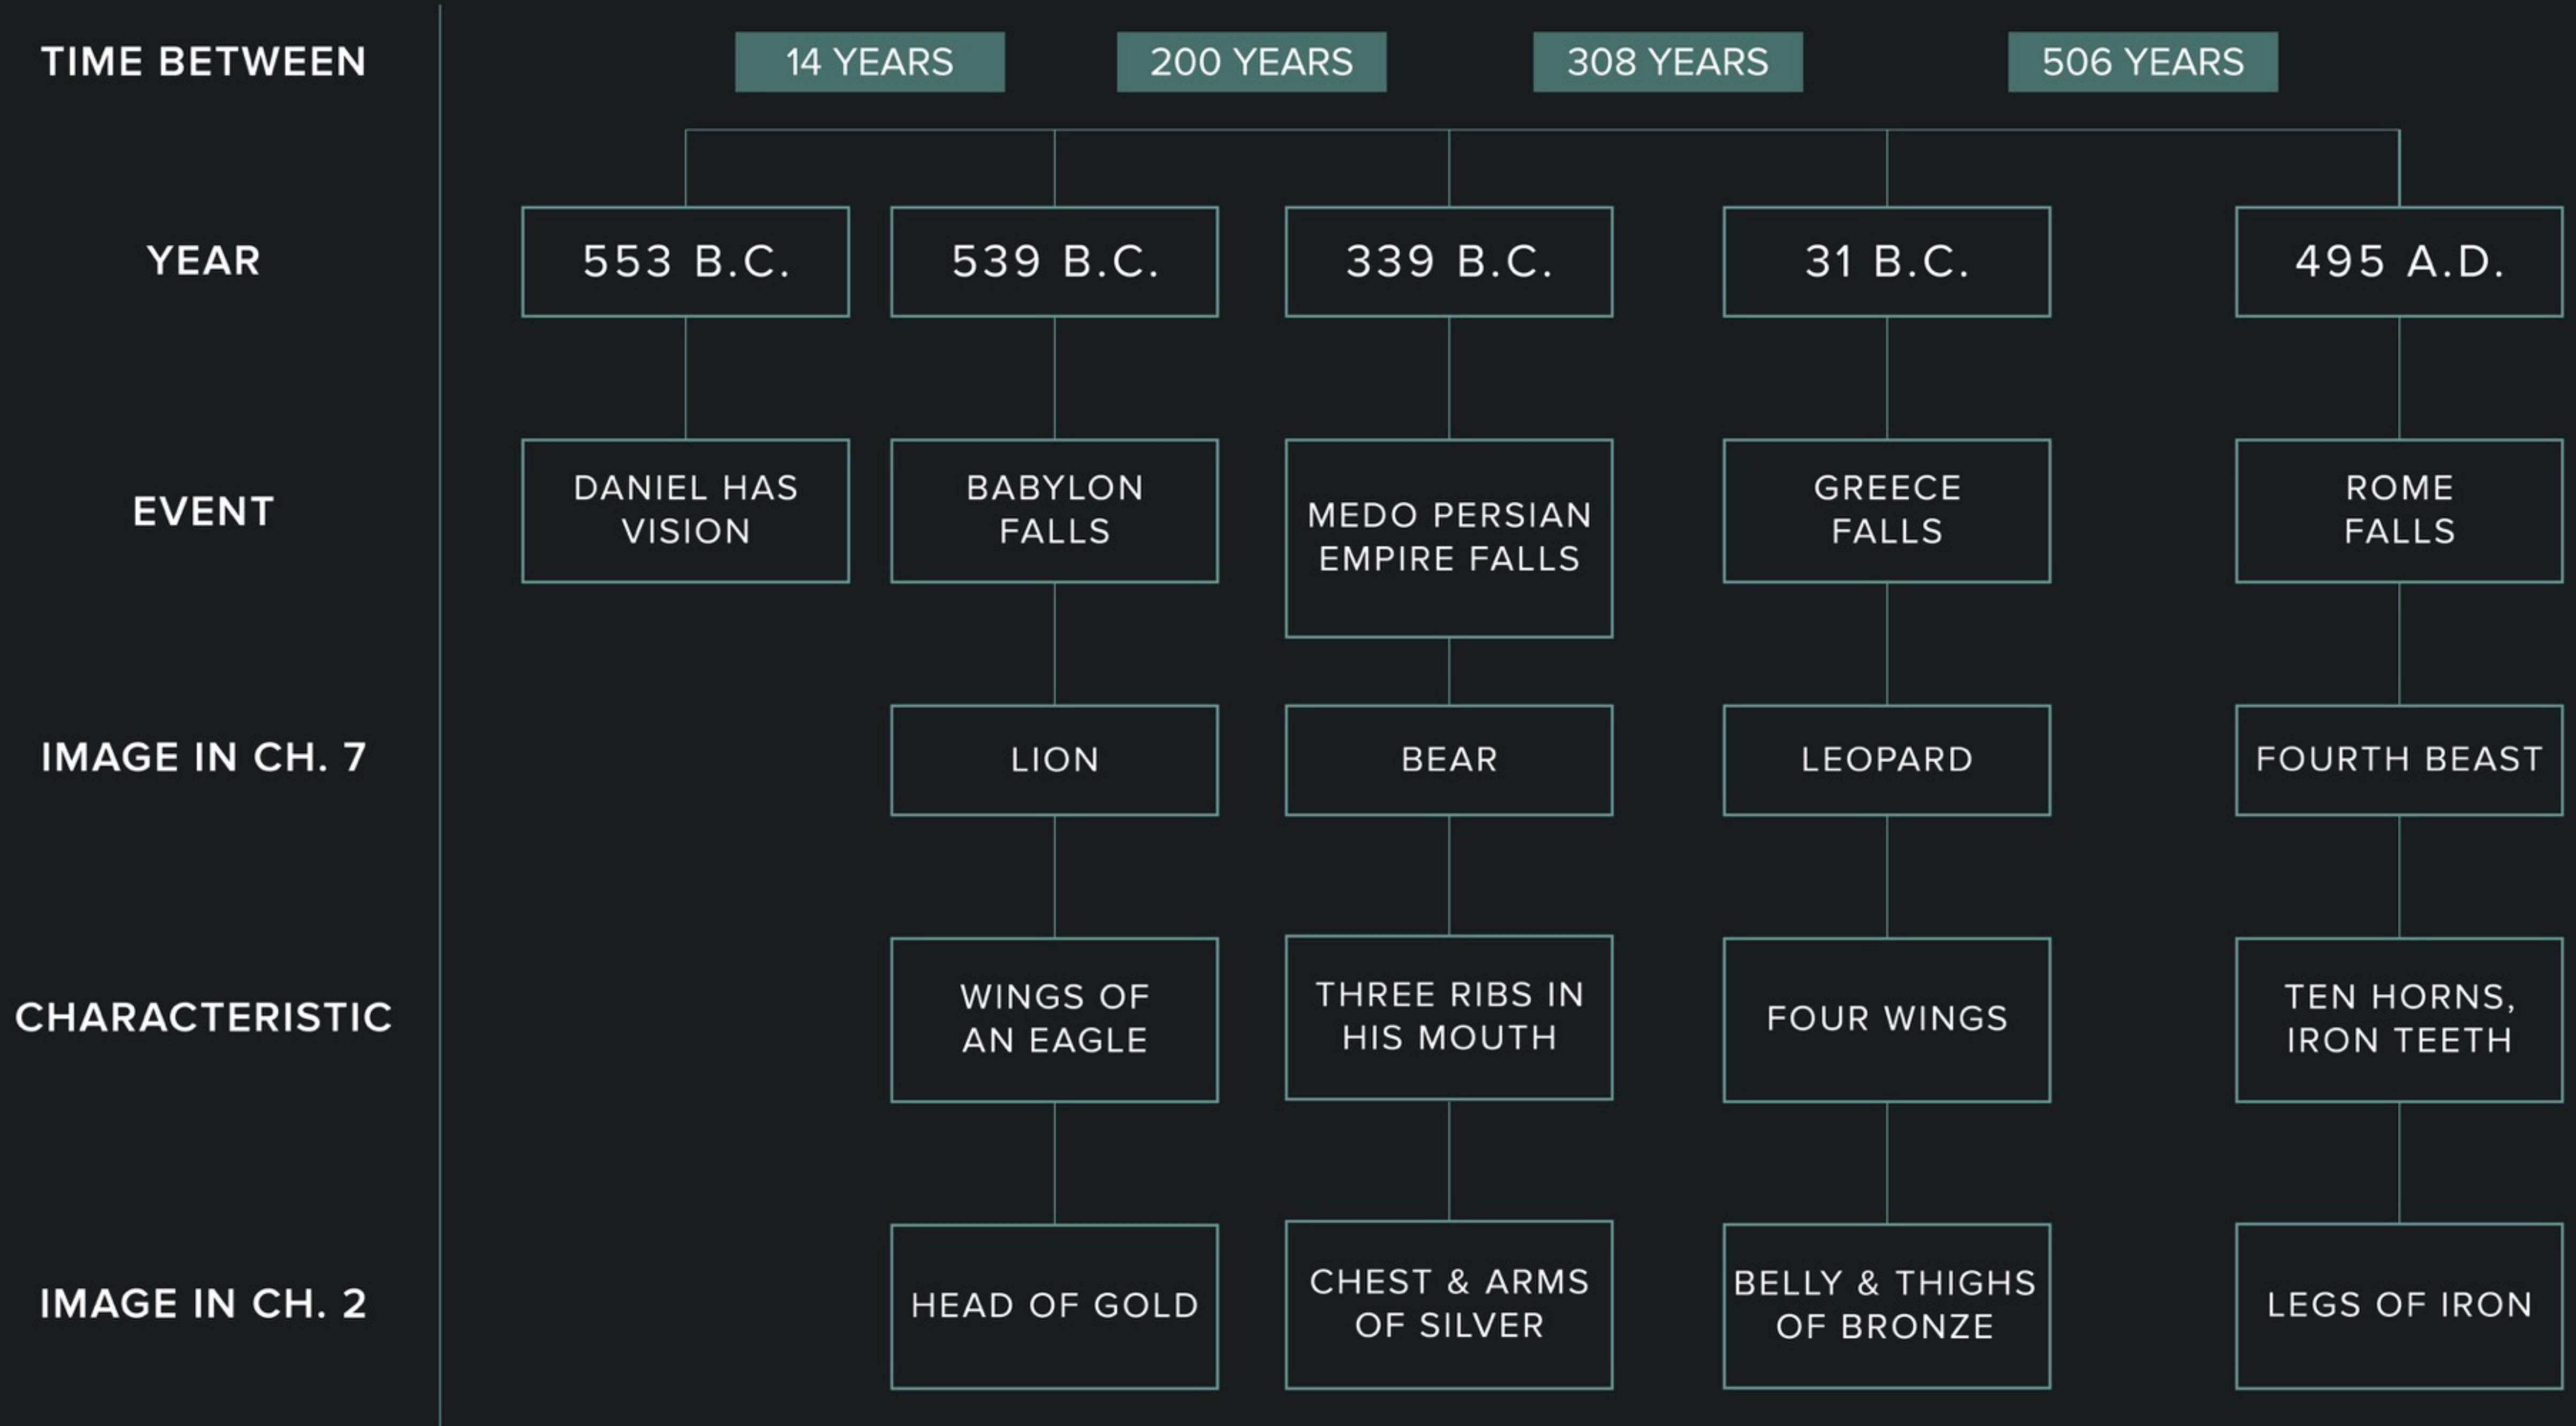 TIME BETWEEN
14 YEARS
200 YEARS
308 YEARS
506 YEARS
YEAR
553 B.C.
539 B.C.
339 B.C.
31 B.C.
495 A.D.
EVENT
DANIEL HAS
VISION
BABYLON
FALLS
MEDO PERSIAN
EMPIRE FALLS
GREECE
FALLS
ROME
FALLS
IMAGE IN CH. 7
LION
BEAR
LEOPARD
FOURTH BEAST
CHARACTERISTIC
WINGS OF
AN EAGLE
THREE RIBS IN
HIS MOUTH
FOUR WINGS
TEN HORNS,
IRON TEETH
IMAGE IN CH. 2
HEAD OF GOLD
CHEST & ARMS
OF SILVER
BELLY & THIGHS
OF BRONZE
LEGS OF IRON